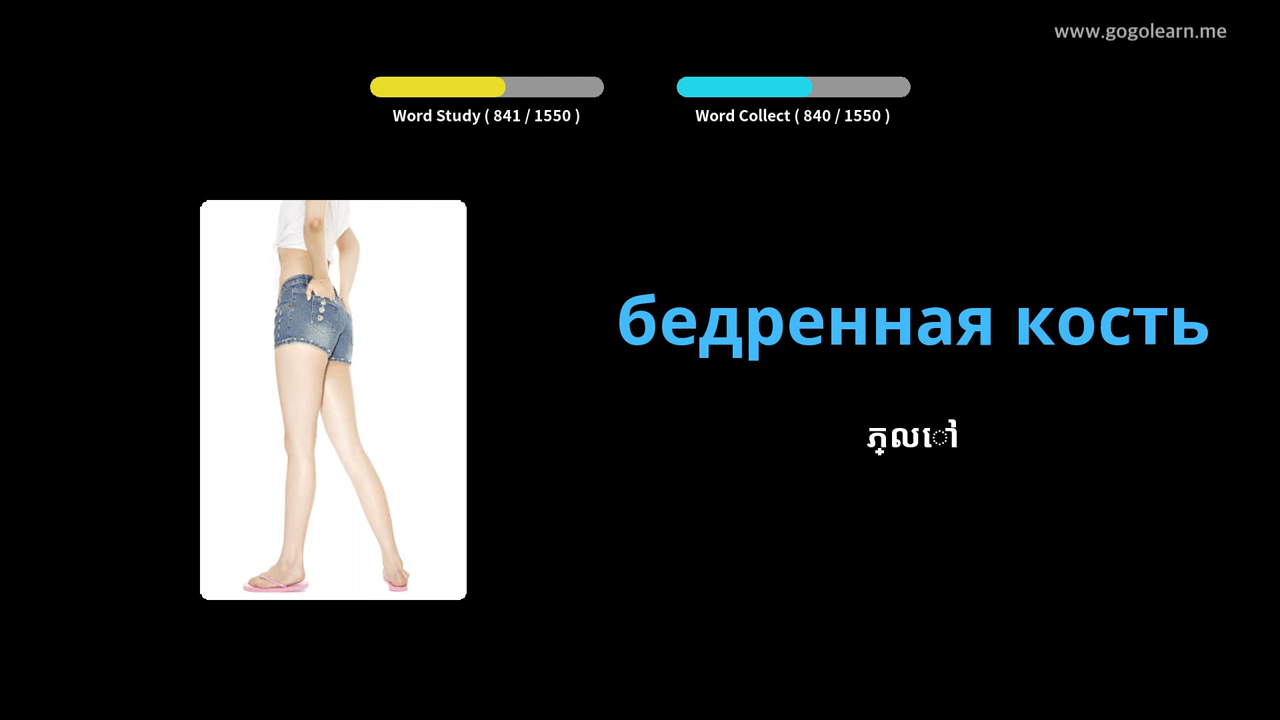 www.gogolearn.me
Word Study ( 841 / 1550 )
Word Collect ( 840 / 1550 )
бедренная кость
ភ្លៅ